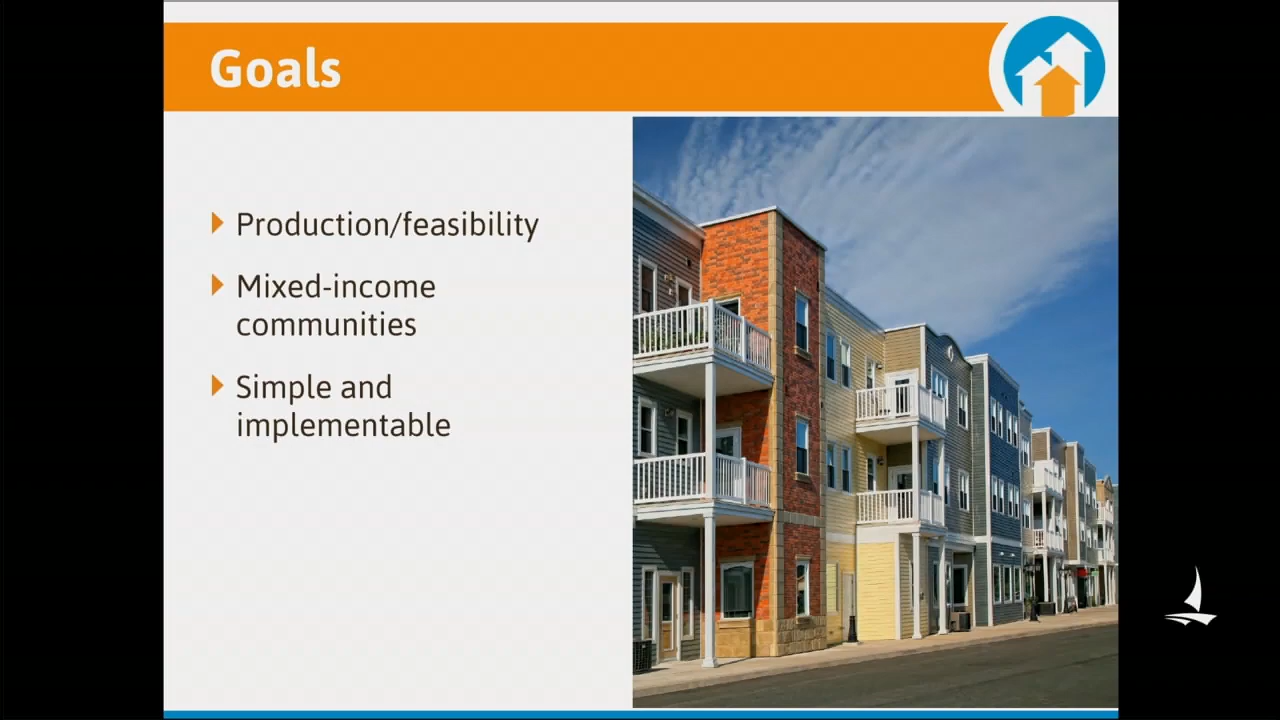 Goals
Production/feasibility
Mixed-income
communities
Simple and
implementable